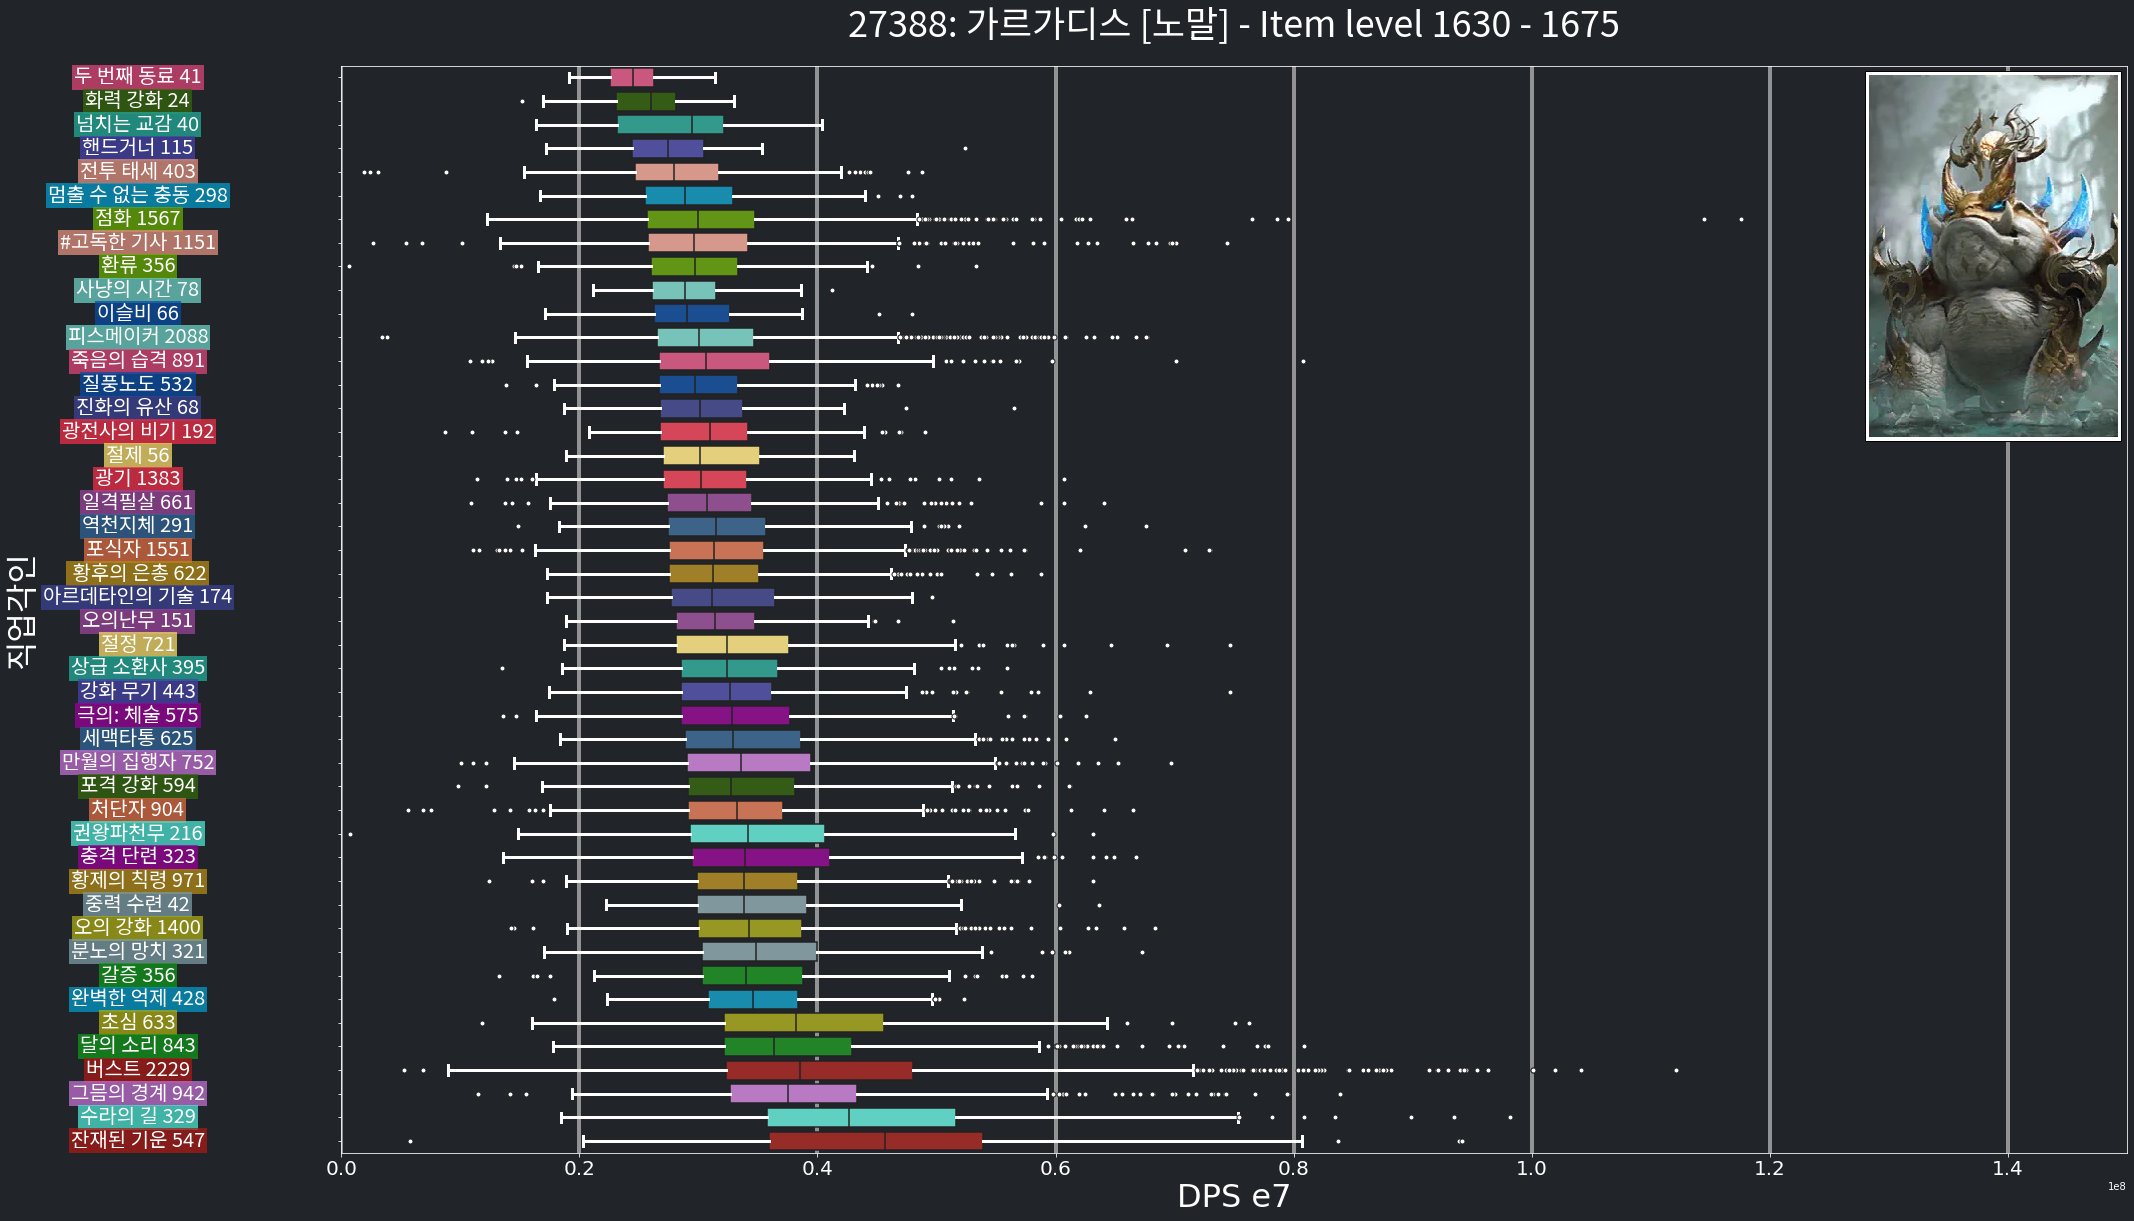 27388: 가르가디스 [노말] - Item level 1630 - 1675
두 번째 동료 41
화력 강화 24
넘치는 교감 40
핸드거너 115
전투 태세 403
멈출 수 없는 충동 298
점화 1567
#고독한 기사 1151
환류 356
사냥의 시간 78
이슬비 66
피스메이커 2088
죽음의 습격 891
질풍노도 532
진화의 유산 68
광전사의 비기 192
절제 56
광기 1383
일격필살 661
역천지체 291
포식자 1551
황후의 은총 622
아르데타인의 기술 174
오의난무 151
절정 721
상급 소환사 395
강화 무기 443
극의: 체술 575
세맥타통 625
만월의 집행자 752
포격 강화 594
처단자 904
권왕파천무 216
충격 단련 323
황제의 칙령 971
중력 수련 42
오의 강화 1400
분노의 망치 321
갈증 356
완벽한 억제 428
초심 633
달의 소리 843
버스트 2229
그믐의 경계 942
수라의 길 329
잔재된 기운 547
직업각인
0.0 0.2 0.4 0.6 0.8 1.0 1.2 1.4
DPS e7
1e8